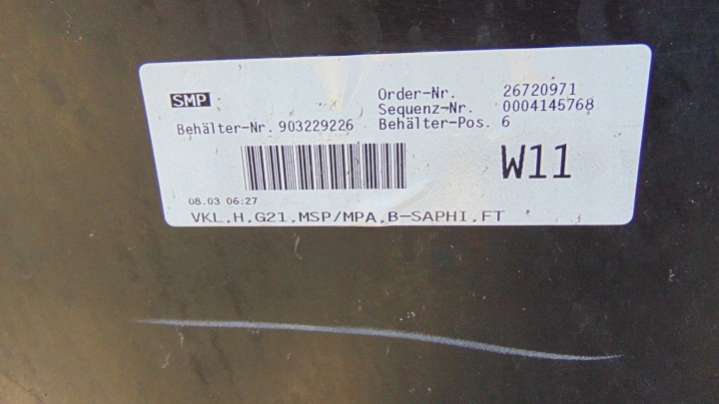 SMP
Order-Nr. 26720971
Sequenz-Nr. 0004145768
Behälter-Nr. 903229226 Behälter-Pos. 6
W11
08.03 06:27
VKL,H,G21,MSP/MPA,B-SAPHI,FT